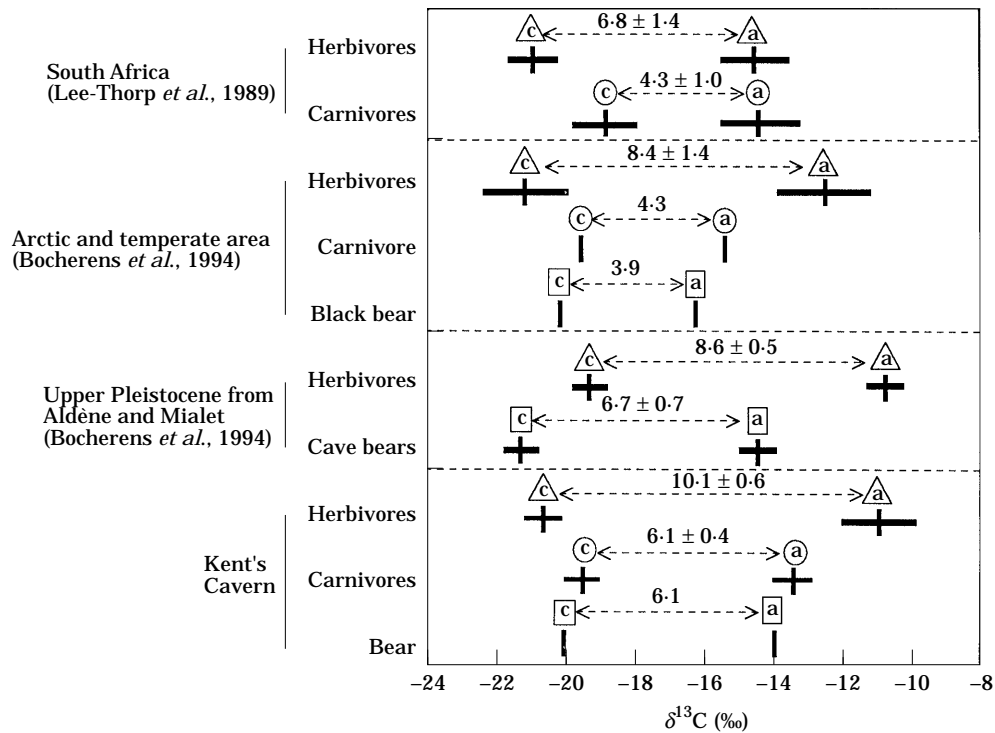 6·8 ± 1·4
c a
Herbivores
South Africa
(Lee-Thorp et al., 1989)
4·3 ± 1·0
c a
Carnivores
8·4 ± 1·4
c a
Herbivores
Arctic and temperate area
(Bocherens et al., 1994)
4·3
c a
Carnivore
3·9
c a
Black bear
8·6 ± 0·5
c a
Herbivores
Upper Pleistocene from
Aldène and Mialet
(Bocherens et al., 1994)
6·7 ± 0·7
c a
Cave bears
10·1 ± 0·6
c a
Herbivores
Kent's
Cavern
6·1 ± 0·4
c a
Carnivores
6·1
c a
Bear
–24 –22 –20 –18 –16 –14 –12 –10 –8
δ13C (‰)